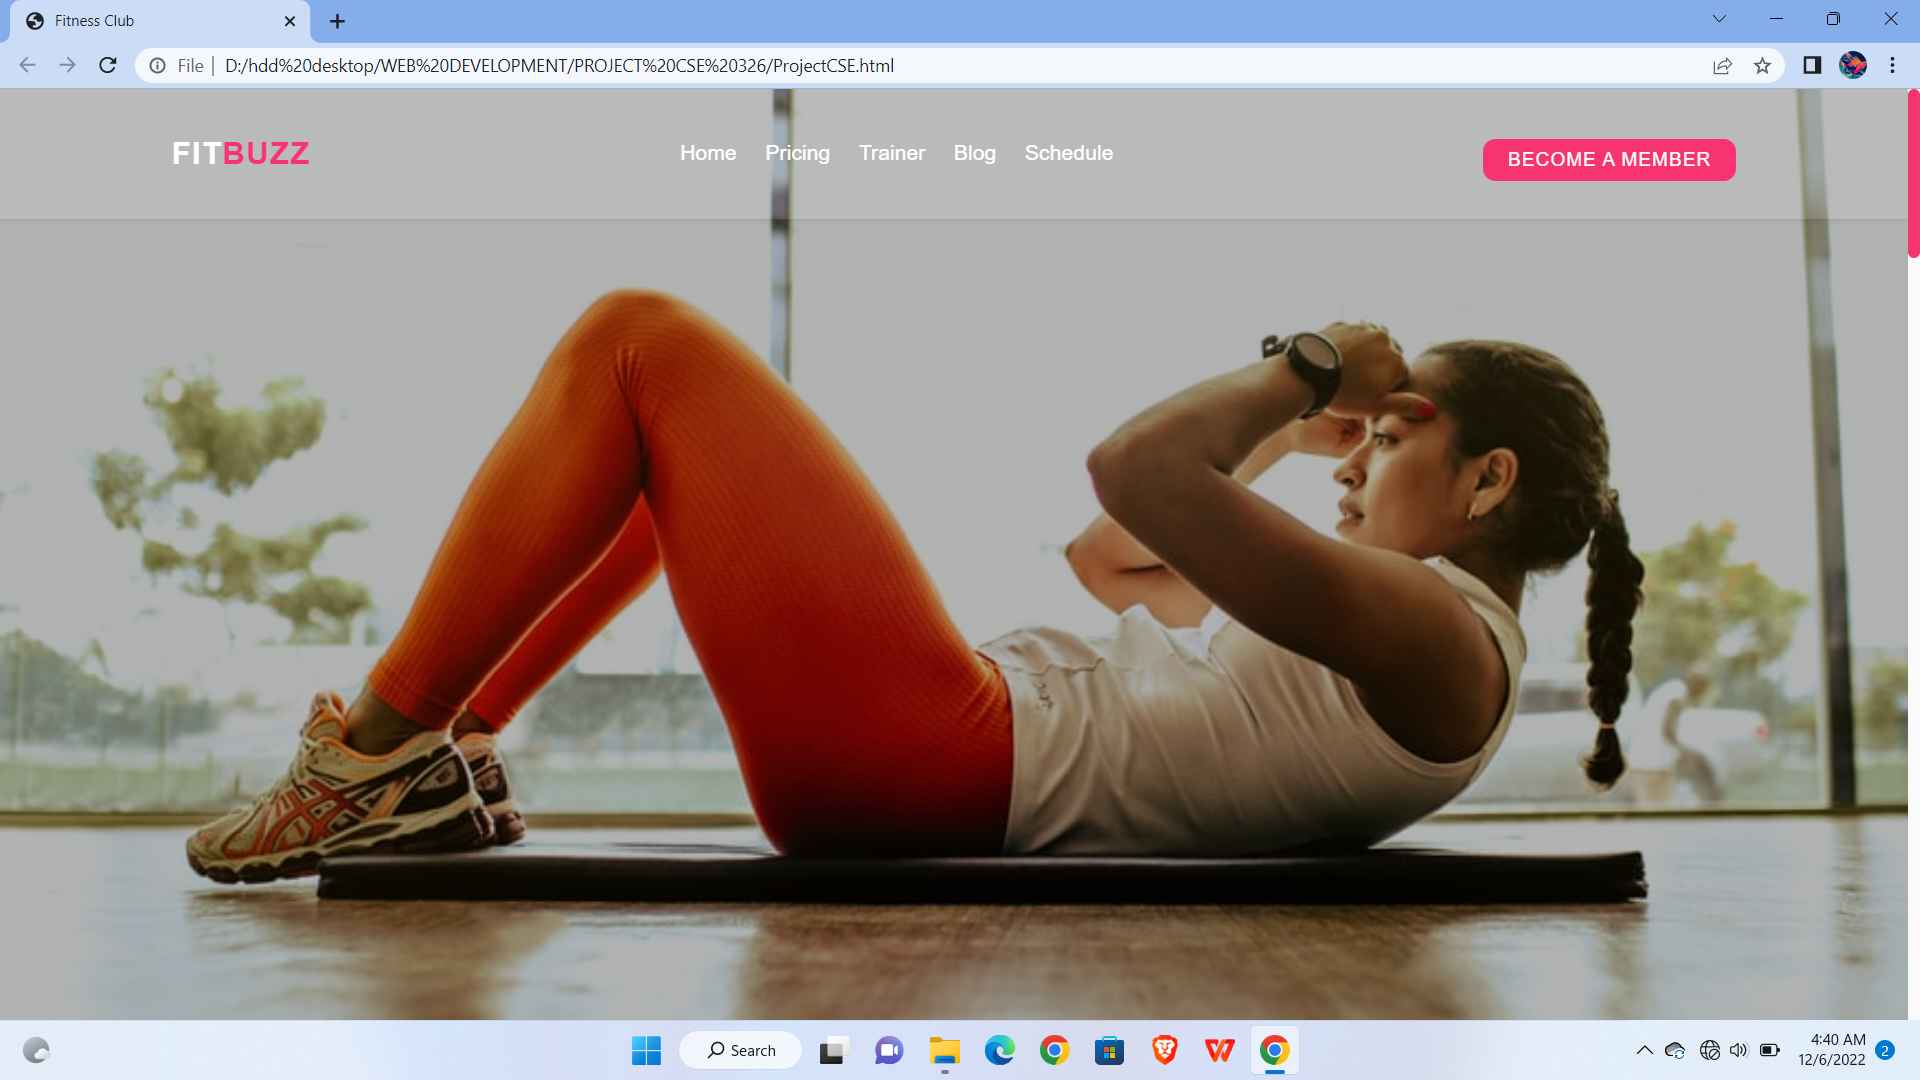 Fitness Club
File
D:/hdd%20desktop/WEB%20DEVELOPMENT/PROJECT%20CSE%20326/ProjectCSE.html
FITBUZZ
Home Pricing Trainer Blog Schedule
BECOME A MEMBER
Search
4:40 AM
12/6/2022
2